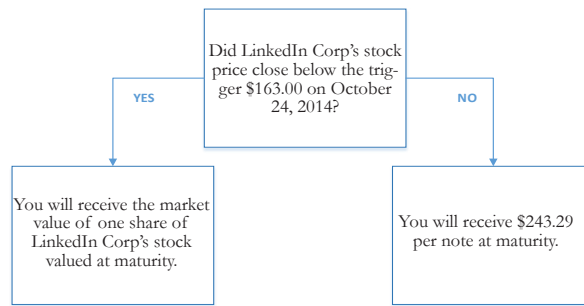 Did LinkedIn Corp's stock
price close below the trig-
ger $163.00 on October
24, 2014?
YES
NO
You will receive the market
value of one share of
LinkedIn Corp's stock
valued at maturity.
You will receive $243.29
per note at maturity.